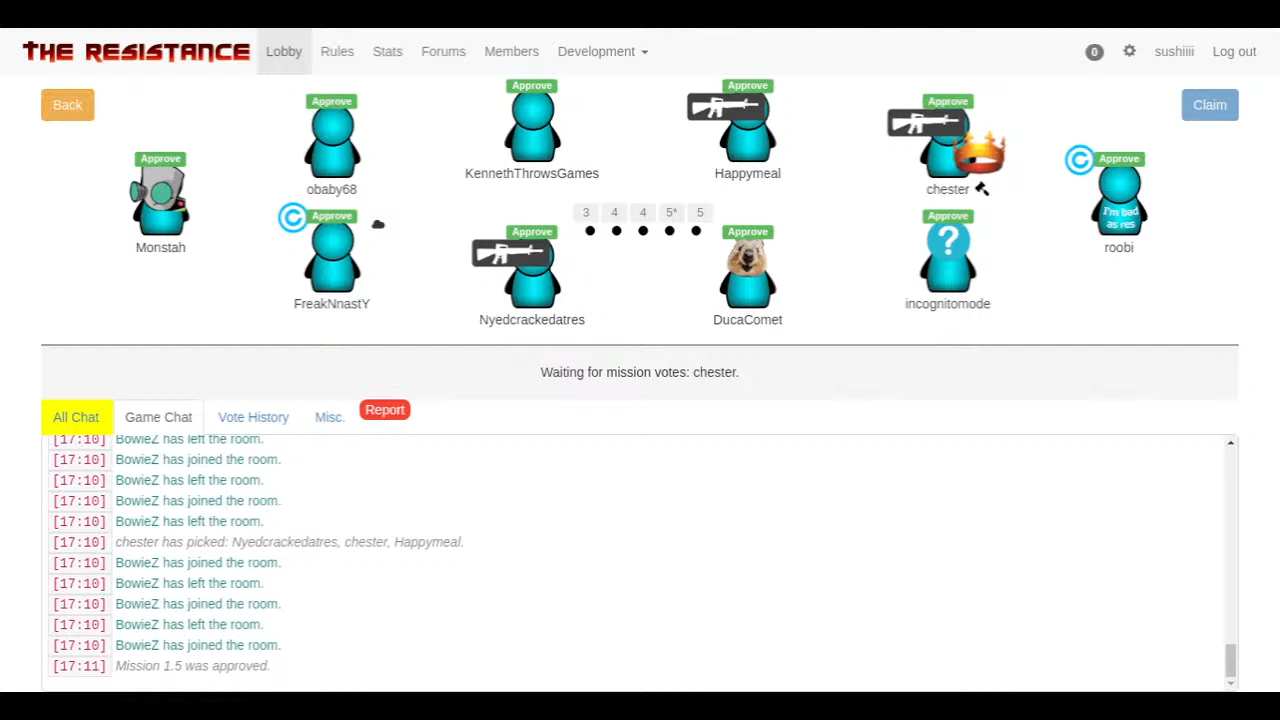 THE RESISTANCE Lobby Rules Stats Forums Members Development 0 sushiiii Log out
Back
Claim
Approve Approve Approve Approve
obaby68 KennethThrowsGames Happymeal chester
Approve Approve
Monstah roobi
I'm bad
as res
3 4 4 5* 5
Approve Approve Approve Approve
FreakNnastY Nyedcrackedatres DucaComet incognitomode
?
Waiting for mission votes: chester.
All Chat Game Chat Vote History Misc. Report
[17:10] BowieZ has left the room.
[17:10] BowieZ has joined the room.
[17:10] BowieZ has left the room.
[17:10] BowieZ has joined the room.
[17:10] BowieZ has left the room.
[17:10] chester has picked: Nyedcrackedatres, chester, Happymeal.
[17:10] BowieZ has joined the room.
[17:10] BowieZ has left the room.
[17:10] BowieZ has joined the room.
[17:10] BowieZ has left the room.
[17:10] BowieZ has joined the room.
[17:11] Mission 1.5 was approved.